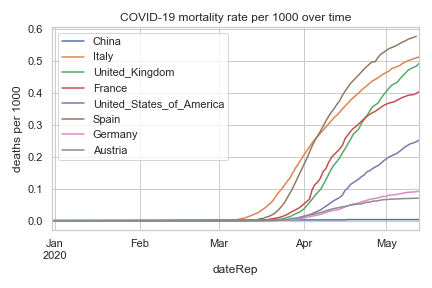 COVID-19 mortality rate per 1000 over time
deaths per 1000
0.6
0.5
0.4
0.3
0.2
0.1
0.0
China
Italy
United_Kingdom
France
United_States_of_America
Spain
Germany
Austria
Jan
2020
Feb
Mar
Apr
May
dateRep